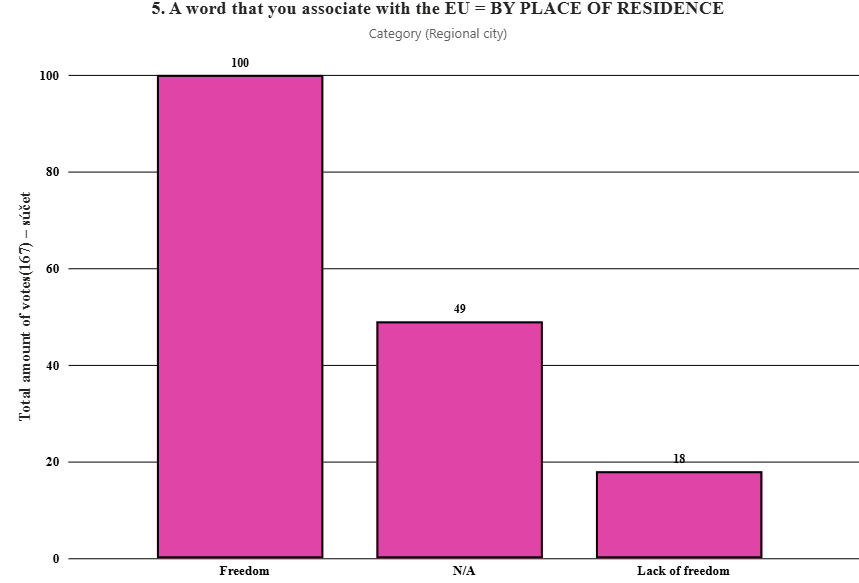 5. A word that you associate with the EU = BY PLACE OF RESIDENCE
Category (Regional city)
Total amount of votes(167) – súčet
100
80
60
40
20
0
100
49
18
Freedom
N/A
Lack of freedom